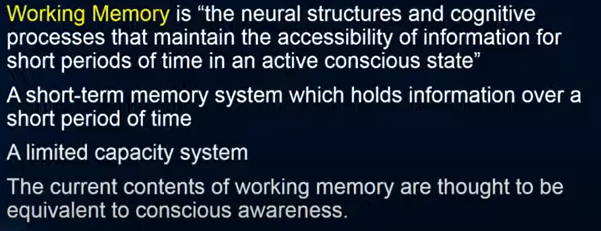 Working Memory is “the neural structures and cognitive
processes that maintain the accessibility of information for
short periods of time in an active conscious state”
A short-term memory system which holds information over a
short period of time
A limited capacity system
The current contents of working memory are thought to be
equivalent to conscious awareness.